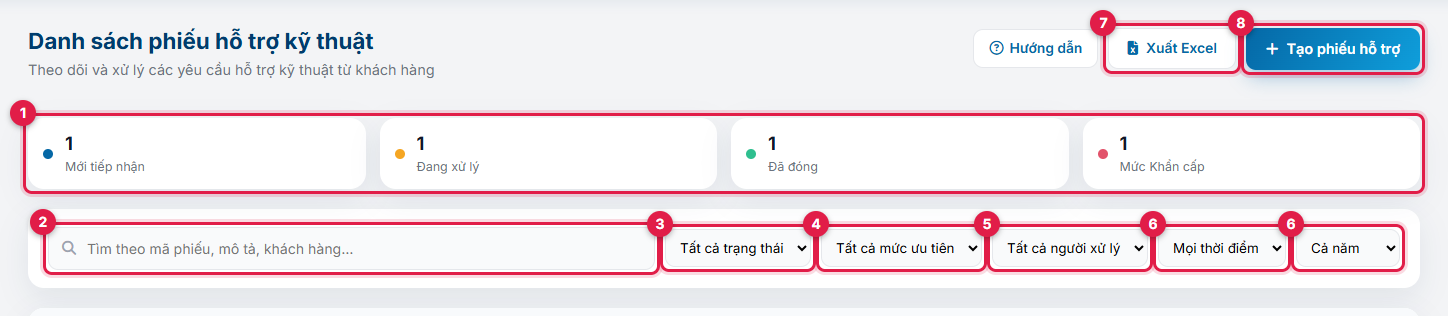 7
8
Danh sách phiếu hỗ trợ kỹ thuật
Theo dõi và xử lý các yêu cầu hỗ trợ kỹ thuật từ khách hàng
Hướng dẫn
Xuất Excel
+ Tạo phiếu hỗ trợ
1
1
Mới tiếp nhận
1
Đang xử lý
1
Đã đóng
1
Mức Khẩn cấp
2
3
4
5
6
6
Tìm theo mã phiếu, mô tả, khách hàng...
Tất cả trạng thái
Tất cả mức ưu tiên
Tất cả người xử lý
Mọi thời điểm
Cả năm